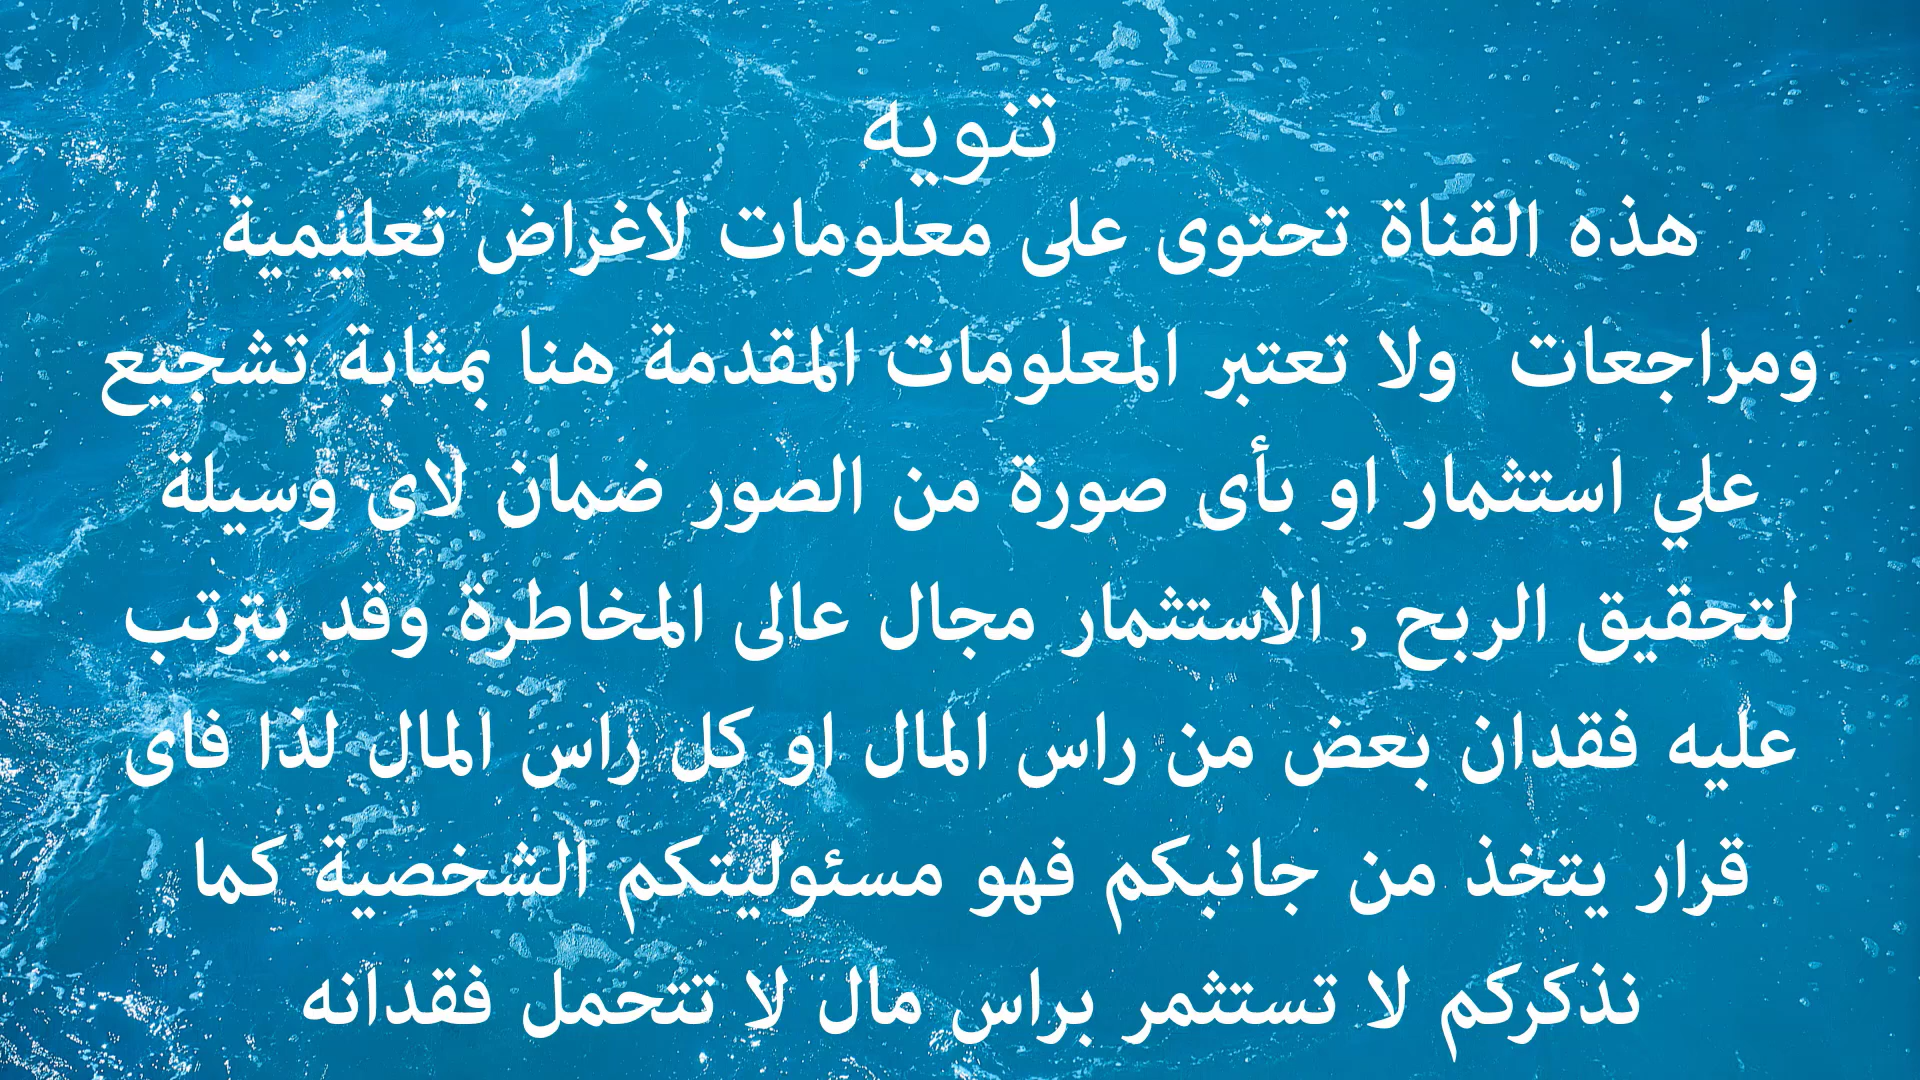 تنويه
هذه القناة تحتوى على معلومات لاغراض تعليمية
ومراجعات  ولا تعتبر المعلومات المقدمة هنا بمثابة تشجيع
علي استثمار او بأى صورة من الصور ضمان لاى وسيلة
لتحقيق الربح , الاستثمار مجال عالى المخاطرة وقد يترتب
عليه فقدان بعض من راس المال او كل راس المال لذا فاى
قرار يتخذ من جانبكم فهو مسئوليتكم الشخصية كما
نذكركم لا تستثمر براس مال لا تتحمل فقدانه